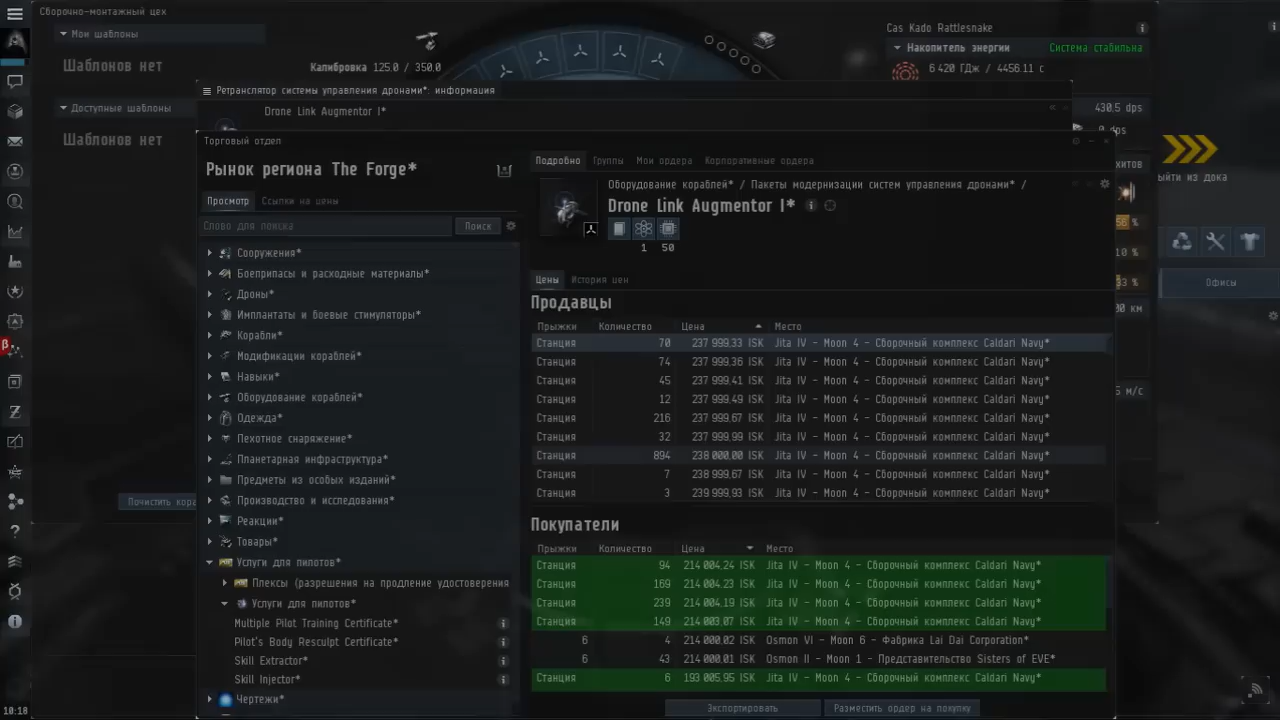 Сборочно-монтажный цех
Мои шаблоны
Шаблонов нет
Доступные шаблоны
Шаблонов нет
Калибровка 125.0 / 350.0
Cas Kado Rattlesnake
Накопитель энергии
Система стабильна
6 420 ГДж / 4456.11 с
430.5 dps
0 dps
Ретранслятор системы управления дронами*: информация
Drone Link Augmentor I*
Торговый отдел
Рынок региона The Forge*
Просмотр
Ссылки на цены
Слово для поиска
Поиск
Сооружения*
Боеприпасы и расходные материалы*
Дроны*
Имплантаты и боевые стимуляторы*
Корабли*
Модификации кораблей*
Навыки*
Оборудование кораблей*
Одежда*
Пехотное снаряжение*
Планетарная инфраструктура*
Предметы из особых изданий*
Производство и исследования*
Реакции*
Товары*
Услуги для пилотов*
Плексы (разрешения на продление удостоверения
Услуги для пилотов*
Multiple Pilot Training Certificate*
Pilot's Body Resculpt Certificate*
Skill Extractor*
Skill Injector*
Чертежи*
Подробно
Группы
Мои ордера
Корпоративные ордера
Оборудование кораблей* / Пакеты модернизации систем управления дронами* /
Drone Link Augmentor I*
1 50
Цены
История цен
Продавцы
Прыжки Количество Цена Место
Станция 70 237 999,33 ISK Jita IV - Moon 4 - Сборочный комплекс Caldari Navy*
Станция 74 237 999,36 ISK Jita IV - Moon 4 - Сборочный комплекс Caldari Navy*
Станция 45 237 999,41 ISK Jita IV - Moon 4 - Сборочный комплекс Caldari Navy*
Станция 12 237 999,49 ISK Jita IV - Moon 4 - Сборочный комплекс Caldari Navy*
Станция 216 237 999,67 ISK Jita IV - Moon 4 - Сборочный комплекс Caldari Navy*
Станция 32 237 999,99 ISK Jita IV - Moon 4 - Сборочный комплекс Caldari Navy*
Станция 894 238 000,00 ISK Jita IV - Moon 4 - Сборочный комплекс Caldari Navy*
Станция 7 238 999,67 ISK Jita IV - Moon 4 - Сборочный комплекс Caldari Navy*
Станция 3 239 999,93 ISK Jita IV - Moon 4 - Сборочный комплекс Caldari Navy*
Покупатели
Прыжки Количество Цена Место
Станция 94 214 004,24 ISK Jita IV - Moon 4 - Сборочный комплекс Caldari Navy*
Станция 169 214 004,23 ISK Jita IV - Moon 4 - Сборочный комплекс Caldari Navy*
Станция 239 214 004,19 ISK Jita IV - Moon 4 - Сборочный комплекс Caldari Navy*
Станция 149 214 003,07 ISK Jita IV - Moon 4 - Сборочный комплекс Caldari Navy*
6 4 214 000,02 ISK Osmon VI - Moon 6 - Фабрика Lai Dai Corporation*
6 43 214 000,01 ISK Osmon II - Moon 1 - Представительство Sisters of EVE*
Станция 6 193 005,95 ISK Jita IV - Moon 4 - Сборочный комплекс Caldari Navy*
Экспортировать
Разместить ордер на покупку
Почистить кора
ыйти из дока
Офисы
10:18